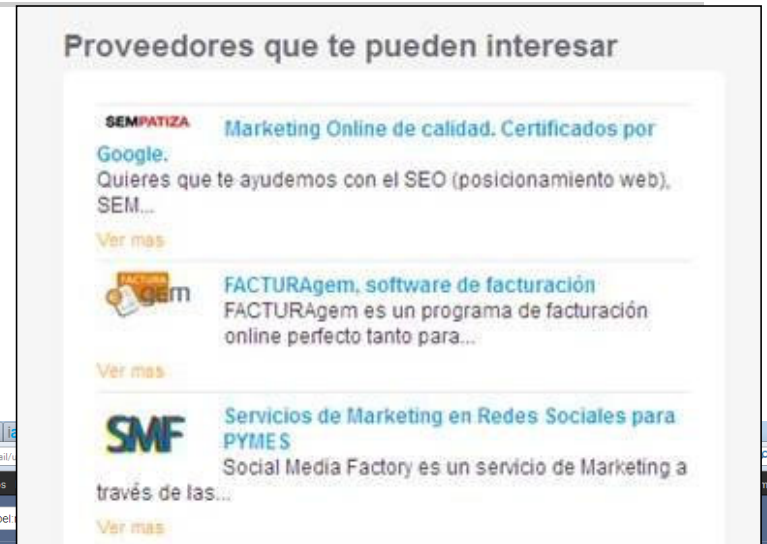 Proveedores que te pueden interesar
SEMPATIZA
Marketing Online de calidad. Certificados por
Google.
Quieres que te ayudemos con el SEO (posicionamiento web),
SEM...
Ver mas
FACTURA
gem
FACTURAgem, software de facturación
FACTURAgem es un programa de facturación
online perfecto tanto para...
Ver mas
SMF
Servicios de Marketing en Redes Sociales para
PYMES
Social Media Factory es un servicio de Marketing a
través de las...
Ver mas